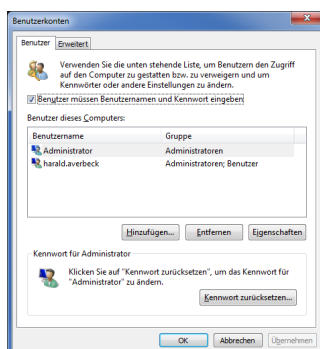 Benutzerkonten
Benutzer
Erweitert
Verwenden Sie die unten stehende Liste, um Benutzern den Zugriff
auf den Computer zu gestatten bzw. zu verweigern und um
Kennwörter oder andere Einstellungen zu ändern.
Benutzer müssen Benutzernamen und Kennwort eingeben
Benutzer dieses Computers:
Benutzername Gruppe
Administrator Administratoren
harald.averbeck Administratoren; Benutzer
Hinzufügen... Entfernen Eigenschaften
Kennwort für Administrator
Klicken Sie auf "Kennwort zurücksetzen", um das Kennwort für
"Administrator" zu ändern.
Kennwort zurücksetzen...
OK Abbrechen Übernehmen